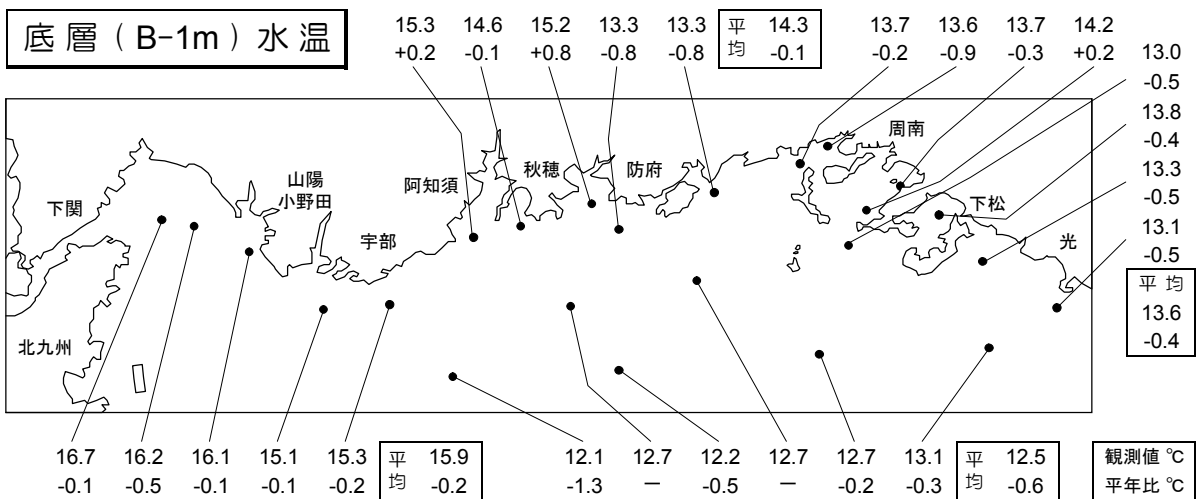 底層（B-1m）水温
15.3 14.6 15.2 13.3 13.3 平均 14.3 13.7 13.6 13.7 14.2
+0.2 -0.1 +0.8 -0.8 -0.8 -0.1 -0.2 -0.9 -0.3 +0.2
13.0
-0.5
13.8
-0.4
13.3
-0.5
13.1
-0.5
平均
13.6
-0.4
周南
秋穂
防府
山陽
小野田
阿知須
下関
下松
宇部
光
北九州
16.7 16.2 16.1 15.1 15.3 平均 15.9 12.1 12.7 12.2 12.7 12.7 13.1 平均 12.5 観測値 ℃
-0.1 -0.5 -0.1 -0.1 -0.2 -0.2 -1.3 － -0.5 － -0.2 -0.3 -0.6 平年比 ℃